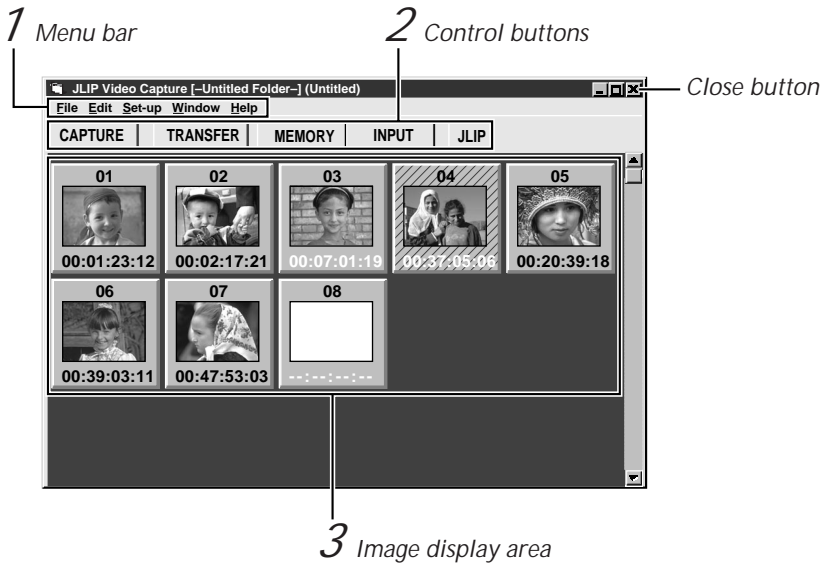 1 Menu bar
2 Control buttons
JLIP Video Capture [–Untitled Folder–] (Untitled)
Close button
File Edit Set-up Window Help
CAPTURE TRANSFER MEMORY INPUT JLIP
01 02 03 04 05
00:01:23:12 00:02:17:21 00:07:01:19 00:37:05:06 00:20:39:18
06 07 08
00:39:03:11 00:47:53:03 --:--:--:--
3 Image display area